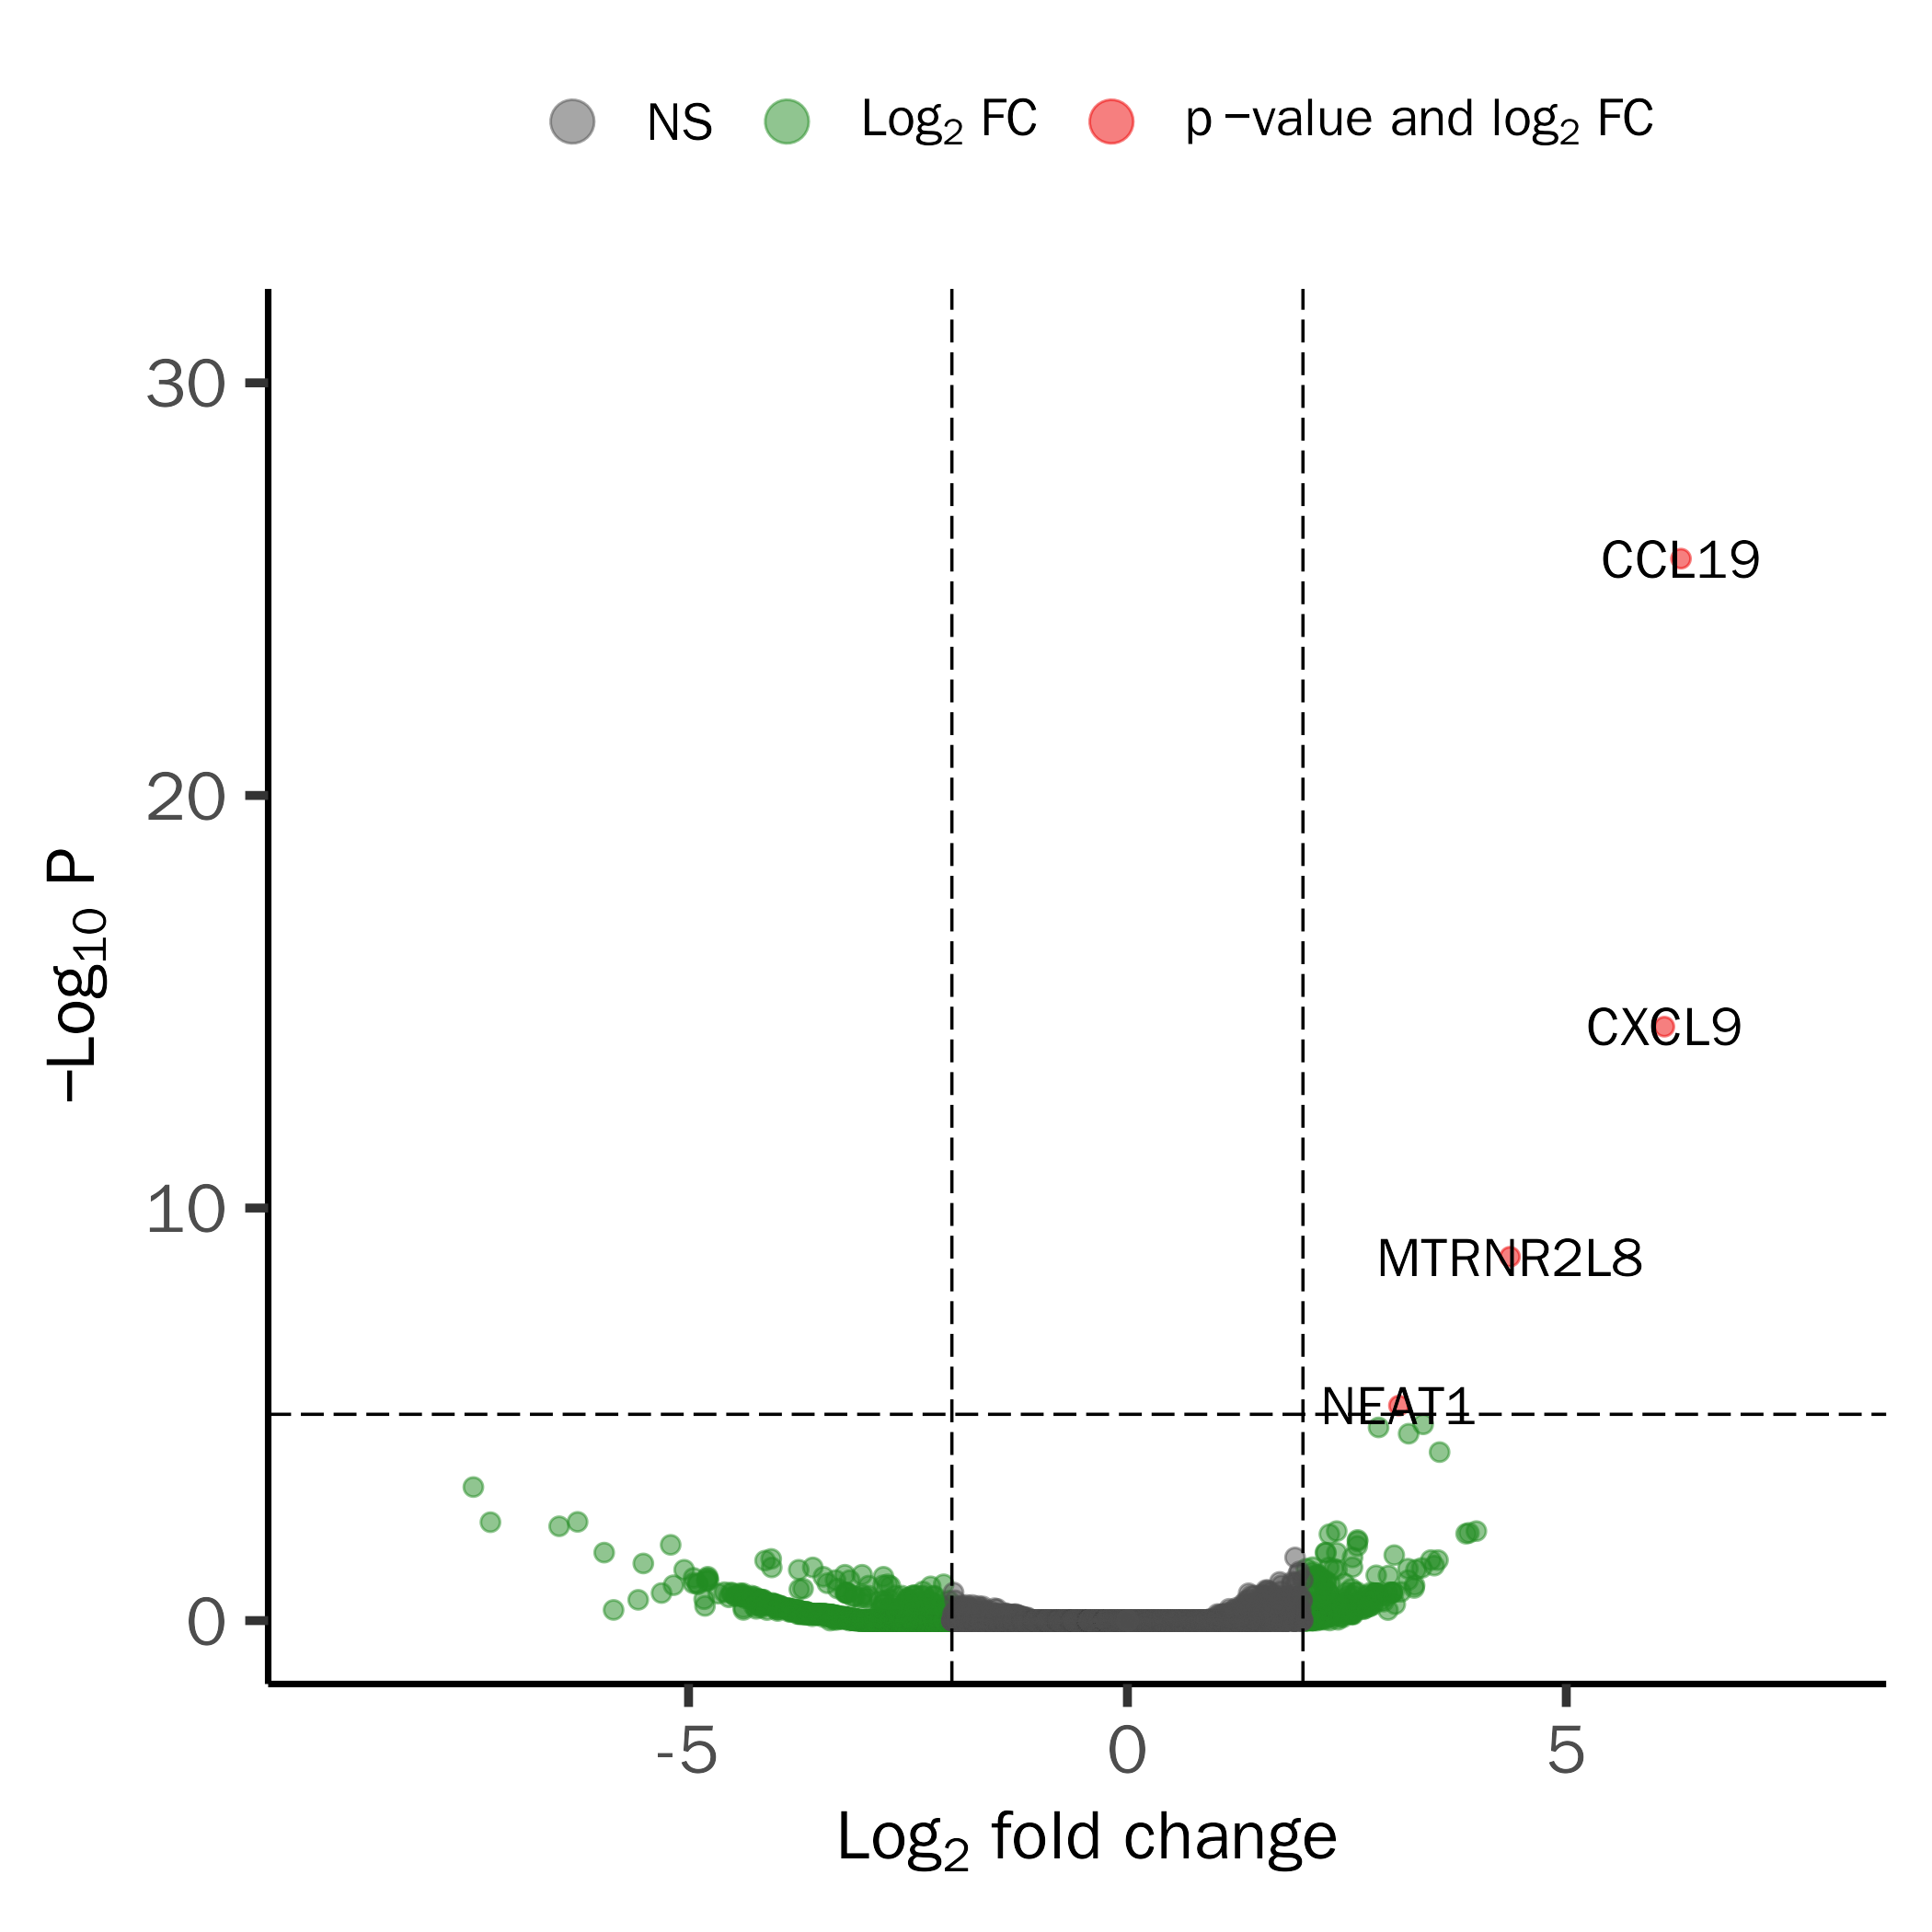 NS Log2 FC p −value and log2 FC
30
CCL19
20
CXCL9
−Log10 P
10
MTRNR2L8
NEAT1
0
-5 0 5
Log2 fold change